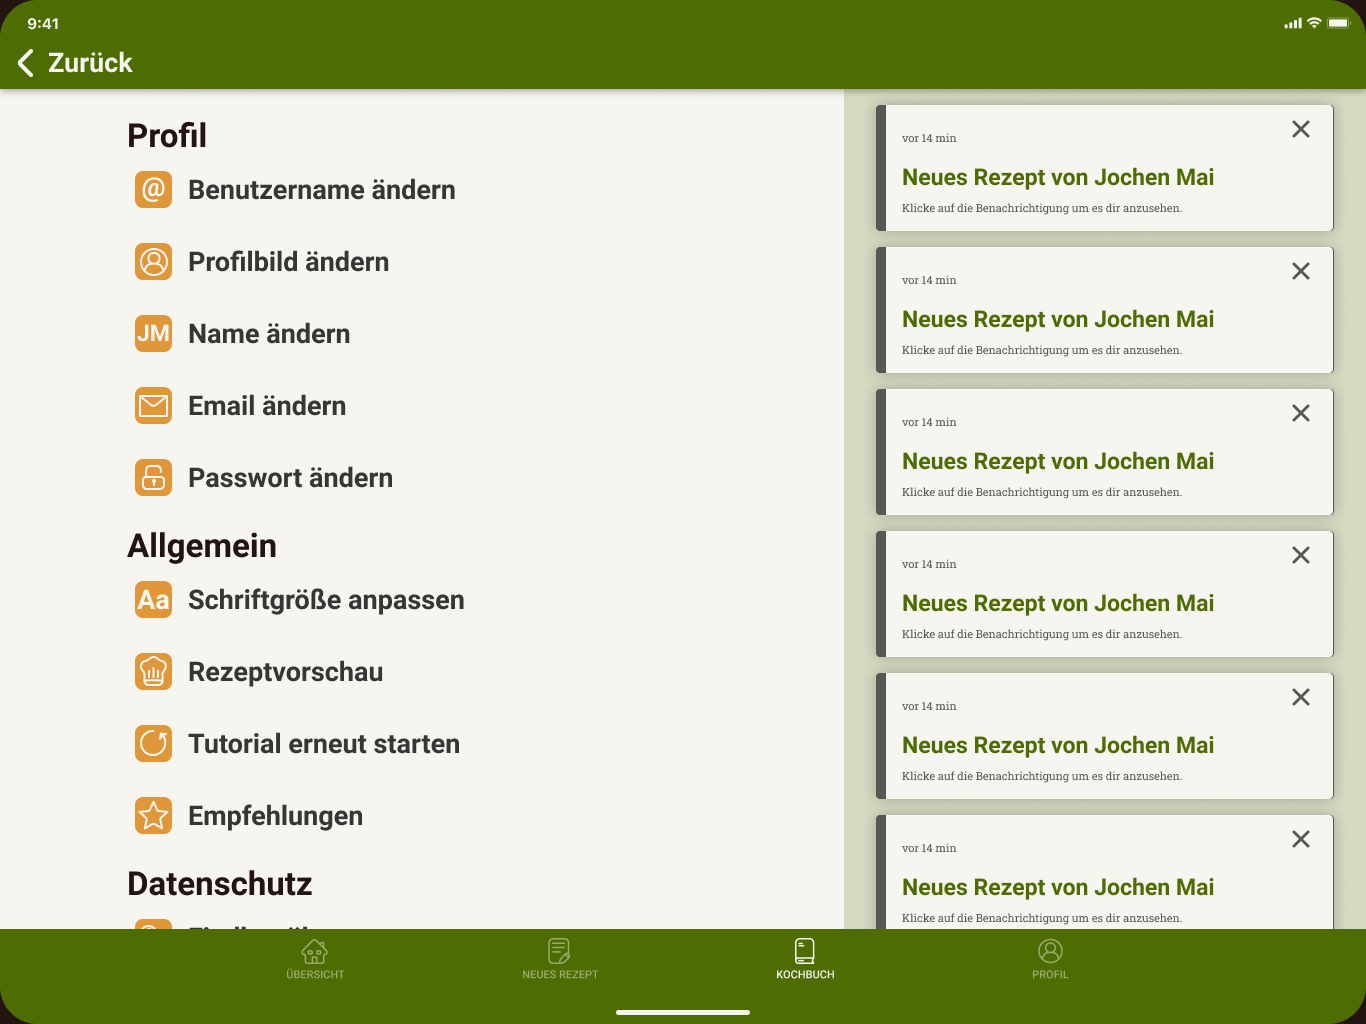 9:41
Zurück
Profil
@ Benutzername ändern
Profilbild ändern
JM Name ändern
Email ändern
Passwort ändern
Allgemein
Aa Schriftgröße anpassen
Rezeptvorschau
Tutorial erneut starten
Empfehlungen
Datenschutz
vor 14 min
Neues Rezept von Jochen Mai
Klicke auf die Benachrichtigung um es dir anzusehen.
vor 14 min
Neues Rezept von Jochen Mai
Klicke auf die Benachrichtigung um es dir anzusehen.
vor 14 min
Neues Rezept von Jochen Mai
Klicke auf die Benachrichtigung um es dir anzusehen.
vor 14 min
Neues Rezept von Jochen Mai
Klicke auf die Benachrichtigung um es dir anzusehen.
vor 14 min
Neues Rezept von Jochen Mai
Klicke auf die Benachrichtigung um es dir anzusehen.
vor 14 min
Neues Rezept von Jochen Mai
Klicke auf die Benachrichtigung um es dir anzusehen.
ÜBERSICHT
NEUES REZEPT
KOCHBUCH
PROFIL